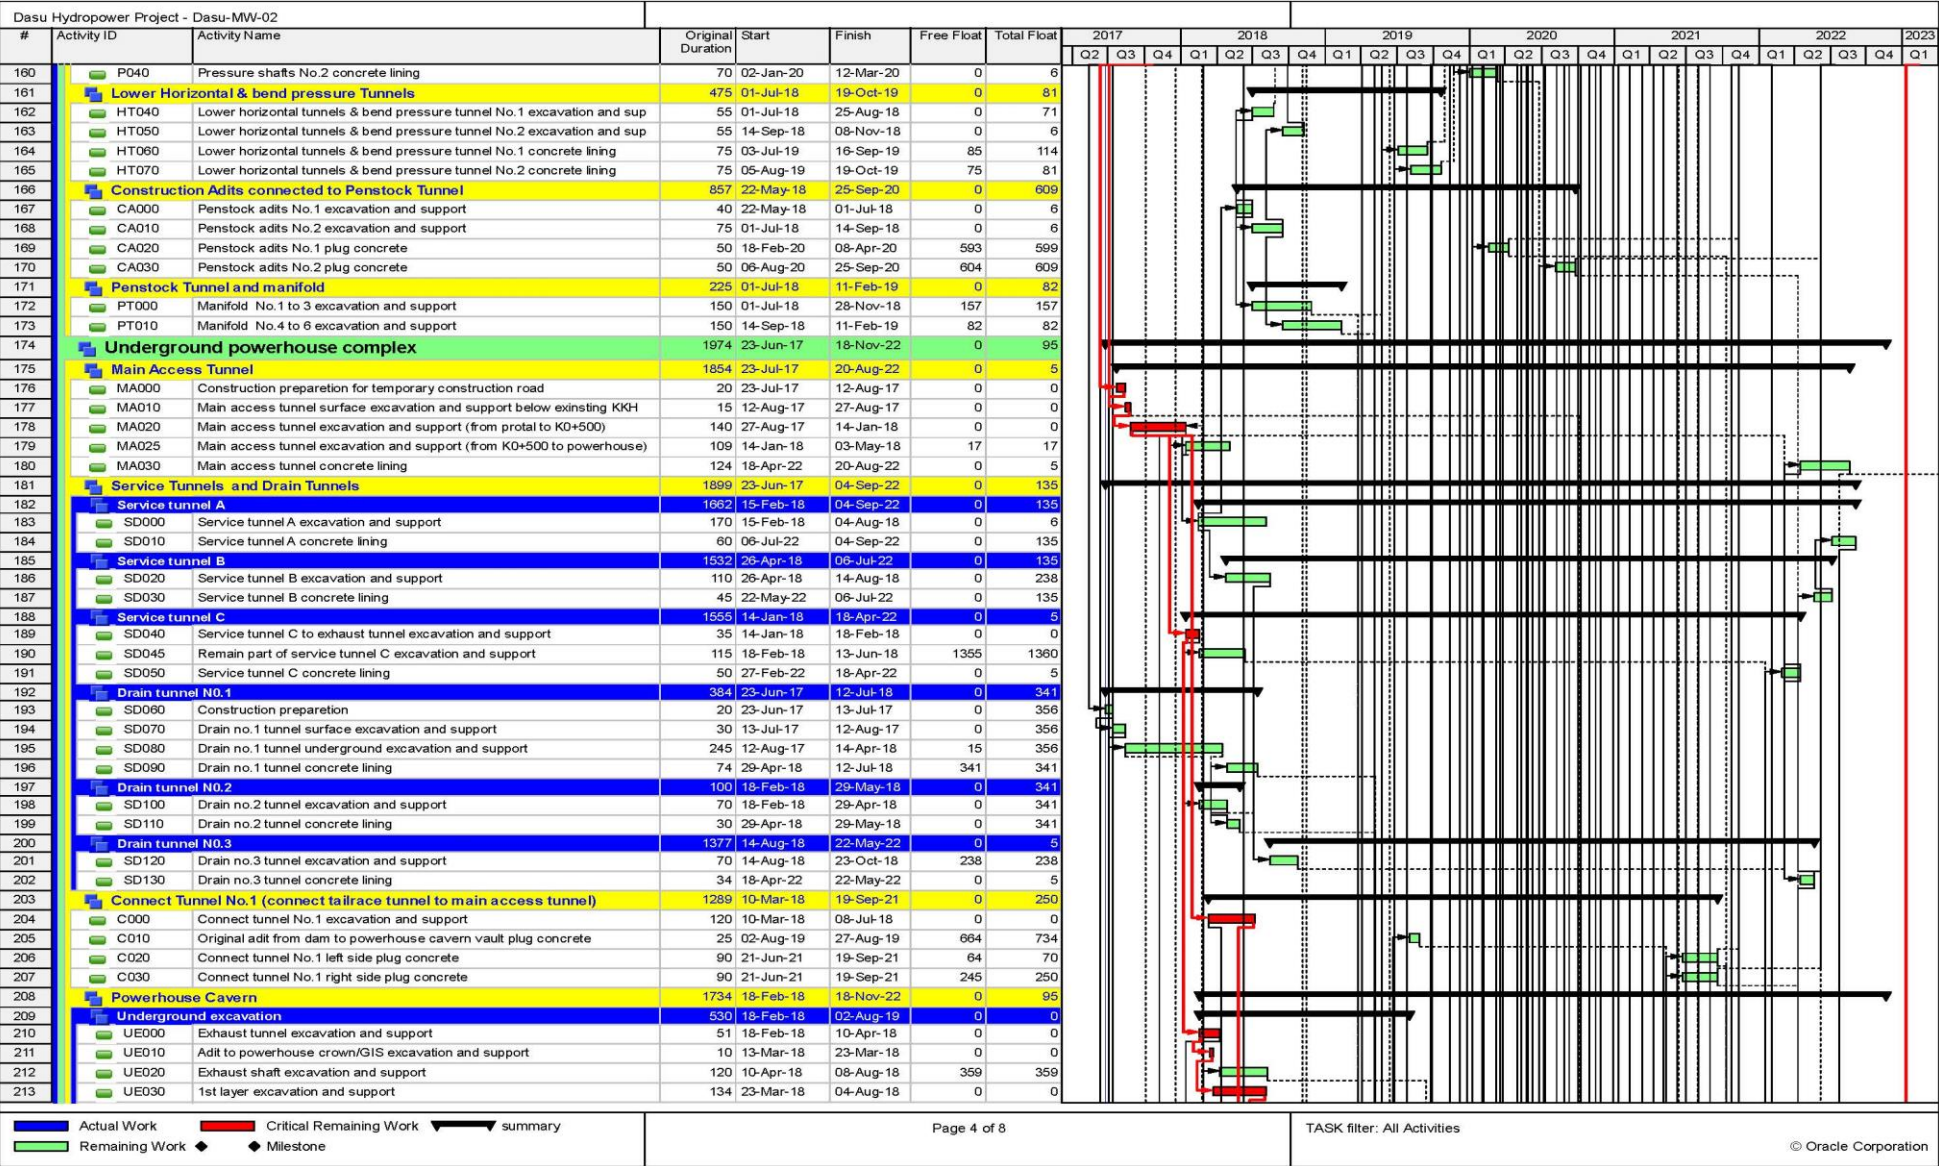 Dasu Hydropower Project - Dasu-MW-02
# Activity ID Activity Name Original Duration Start Finish Free Float Total Float 2017 2018 2019 2020 2021 2022 2023
Q2 Q3 Q4 Q1 Q2 Q3 Q4 Q1 Q2 Q3 Q4 Q1 Q2 Q3 Q4 Q1 Q2 Q3 Q4 Q1 Q2 Q3 Q4 Q1
160 P040 Pressure shafts No.2 concrete lining 70 02-Jan-20 12-Mar-20 0 6
161 Lower Horizontal & bend pressure Tunnels 475 01-Jul-18 19-Oct-19 0 81
162 HT040 Lower horizontal tunnels & bend pressure tunnel No.1 excavation and sup 55 01-Jul-18 25-Aug-18 0 71
163 HT050 Lower horizontal tunnels & bend pressure tunnel No.2 excavation and sup 55 14-Sep-18 08-Nov-18 0 6
164 HT060 Lower horizontal tunnels & bend pressure tunnel No.1 concrete lining 75 03-Jul-19 16-Sep-19 85 114
165 HT070 Lower horizontal tunnels & bend pressure tunnel No.2 concrete lining 75 05-Aug-19 19-Oct-19 75 81
166 Construction Adits connected to Penstock Tunnel 857 22-May-18 25-Sep-20 0 609
167 CA000 Penstock adits No.1 excavation and support 40 22-May-18 01-Jul-18 0 6
168 CA010 Penstock adits No.2 excavation and support 75 01-Jul-18 14-Sep-18 0 6
169 CA020 Penstock adits No.1 plug concrete 50 18-Feb-20 08-Apr-20 593 599
170 CA030 Penstock adits No.2 plug concrete 50 06-Aug-20 25-Sep-20 604 609
171 Penstock Tunnel and manifold 225 01-Jul-18 11-Feb-19 0 82
172 PT000 Manifold No.1 to 3 excavation and support 150 01-Jul-18 28-Nov-18 157 157
173 PT010 Manifold No.4 to 6 excavation and support 150 14-Sep-18 11-Feb-19 82 82
174 Underground powerhouse complex 1974 23-Jun-17 18-Nov-22 0 95
175 Main Access Tunnel 1854 23-Jul-17 20-Aug-22 0 5
176 MA000 Construction preparetion for temporary construction road 20 23-Jul-17 12-Aug-17 0 0
177 MA010 Main access tunnel surface excavation and support below exinsting KKH 15 12-Aug-17 27-Aug-17 0 0
178 MA020 Main access tunnel excavation and support (from protal to K0+500) 140 27-Aug-17 14-Jan-18 0 0
179 MA025 Main access tunnel excavation and support (from K0+500 to powerhouse) 109 14-Jan-18 03-May-18 17 17
180 MA030 Main access tunnel concrete lining 124 18-Apr-22 20-Aug-22 0 5
181 Service Tunnels and Drain Tunnels 1899 23-Jun-17 04-Sep-22 0 135
182 Service tunnel A 1662 15-Feb-18 04-Sep-22 0 135
183 SD000 Service tunnel A excavation and support 170 15-Feb-18 04-Aug-18 0 6
184 SD010 Service tunnel A concrete lining 60 06-Jul-22 04-Sep-22 0 135
185 Service tunnel B 1532 26-Apr-18 06-Jul-22 0 135
186 SD020 Service tunnel B excavation and support 110 26-Apr-18 14-Aug-18 0 238
187 SD030 Service tunnel B concrete lining 45 22-May-22 06-Jul-22 0 135
188 Service tunnel C 1555 14-Jan-18 18-Apr-22 0 5
189 SD040 Service tunnel C to exhaust tunnel excavation and support 35 14-Jan-18 18-Feb-18 0 0
190 SD045 Remain part of service tunnel C excavation and support 115 18-Feb-18 13-Jun-18 1355 1360
191 SD050 Service tunnel C concrete lining 50 27-Feb-22 18-Apr-22 0 5
192 Drain tunnel N0.1 384 23-Jun-17 12-Jul-18 0 341
193 SD060 Construction preparetion 20 23-Jun-17 13-Jul-17 0 356
194 SD070 Drain no.1 tunnel surface excavation and support 30 13-Jul-17 12-Aug-17 0 356
195 SD080 Drain no.1 tunnel underground excavation and support 245 12-Aug-17 14-Apr-18 15 356
196 SD090 Drain no.1 tunnel concrete lining 74 29-Apr-18 12-Jul-18 341 341
197 Drain tunnel N0.2 100 18-Feb-18 29-May-18 0 341
198 SD100 Drain no.2 tunnel excavation and support 70 18-Feb-18 29-Apr-18 0 341
199 SD110 Drain no.2 tunnel concrete lining 30 29-Apr-18 29-May-18 0 341
200 Drain tunnel N0.3 1377 14-Aug-18 22-May-22 0 5
201 SD120 Drain no.3 tunnel excavation and support 70 14-Aug-18 23-Oct-18 238 238
202 SD130 Drain no.3 tunnel concrete lining 34 18-Apr-22 22-May-22 0 5
203 Connect Tunnel No.1 (connect tailrace tunnel to main access tunnel) 1289 10-Mar-18 19-Sep-21 0 250
204 C000 Connect tunnel No.1 excavation and support 120 10-Mar-18 08-Jul-18 0 0
205 C010 Original adit from dam to powerhouse cavern vault plug concrete 25 02-Aug-19 27-Aug-19 664 734
206 C020 Connect tunnel No.1 left side plug concrete 90 21-Jun-21 19-Sep-21 64 70
207 C030 Connect tunnel No.1 right side plug concrete 90 21-Jun-21 19-Sep-21 245 250
208 Powerhouse Cavern 1734 18-Feb-18 18-Nov-22 0 95
209 Underground excavation 530 18-Feb-18 02-Aug-19 0 0
210 UE000 Exhaust tunnel excavation and support 51 18-Feb-18 10-Apr-18 0 0
211 UE010 Adit to powerhouse crown/GIS excavation and support 10 13-Mar-18 23-Mar-18 0 0
212 UE020 Exhaust shaft excavation and support 120 10-Apr-18 08-Aug-18 359 359
213 UE030 1st layer excavation and support 134 23-Mar-18 04-Aug-18 0 0
Actual Work Critical Remaining Work summary Page 4 of 8 TASK filter: All Activities
Remaining Work Milestone © Oracle Corporation